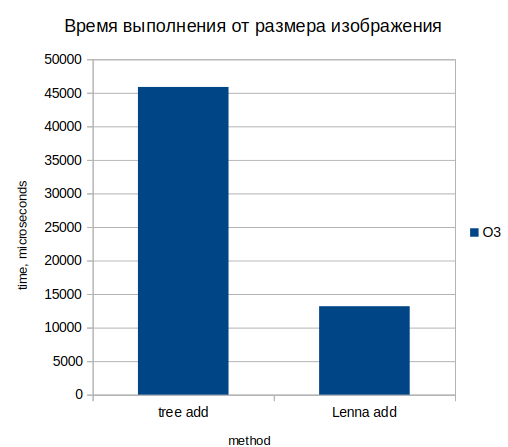 Время выполнения от размера изображения
50000
45000
40000
35000
30000
25000
20000
15000
10000
5000
0
time, microseconds
tree add
Lenna add
method
O3